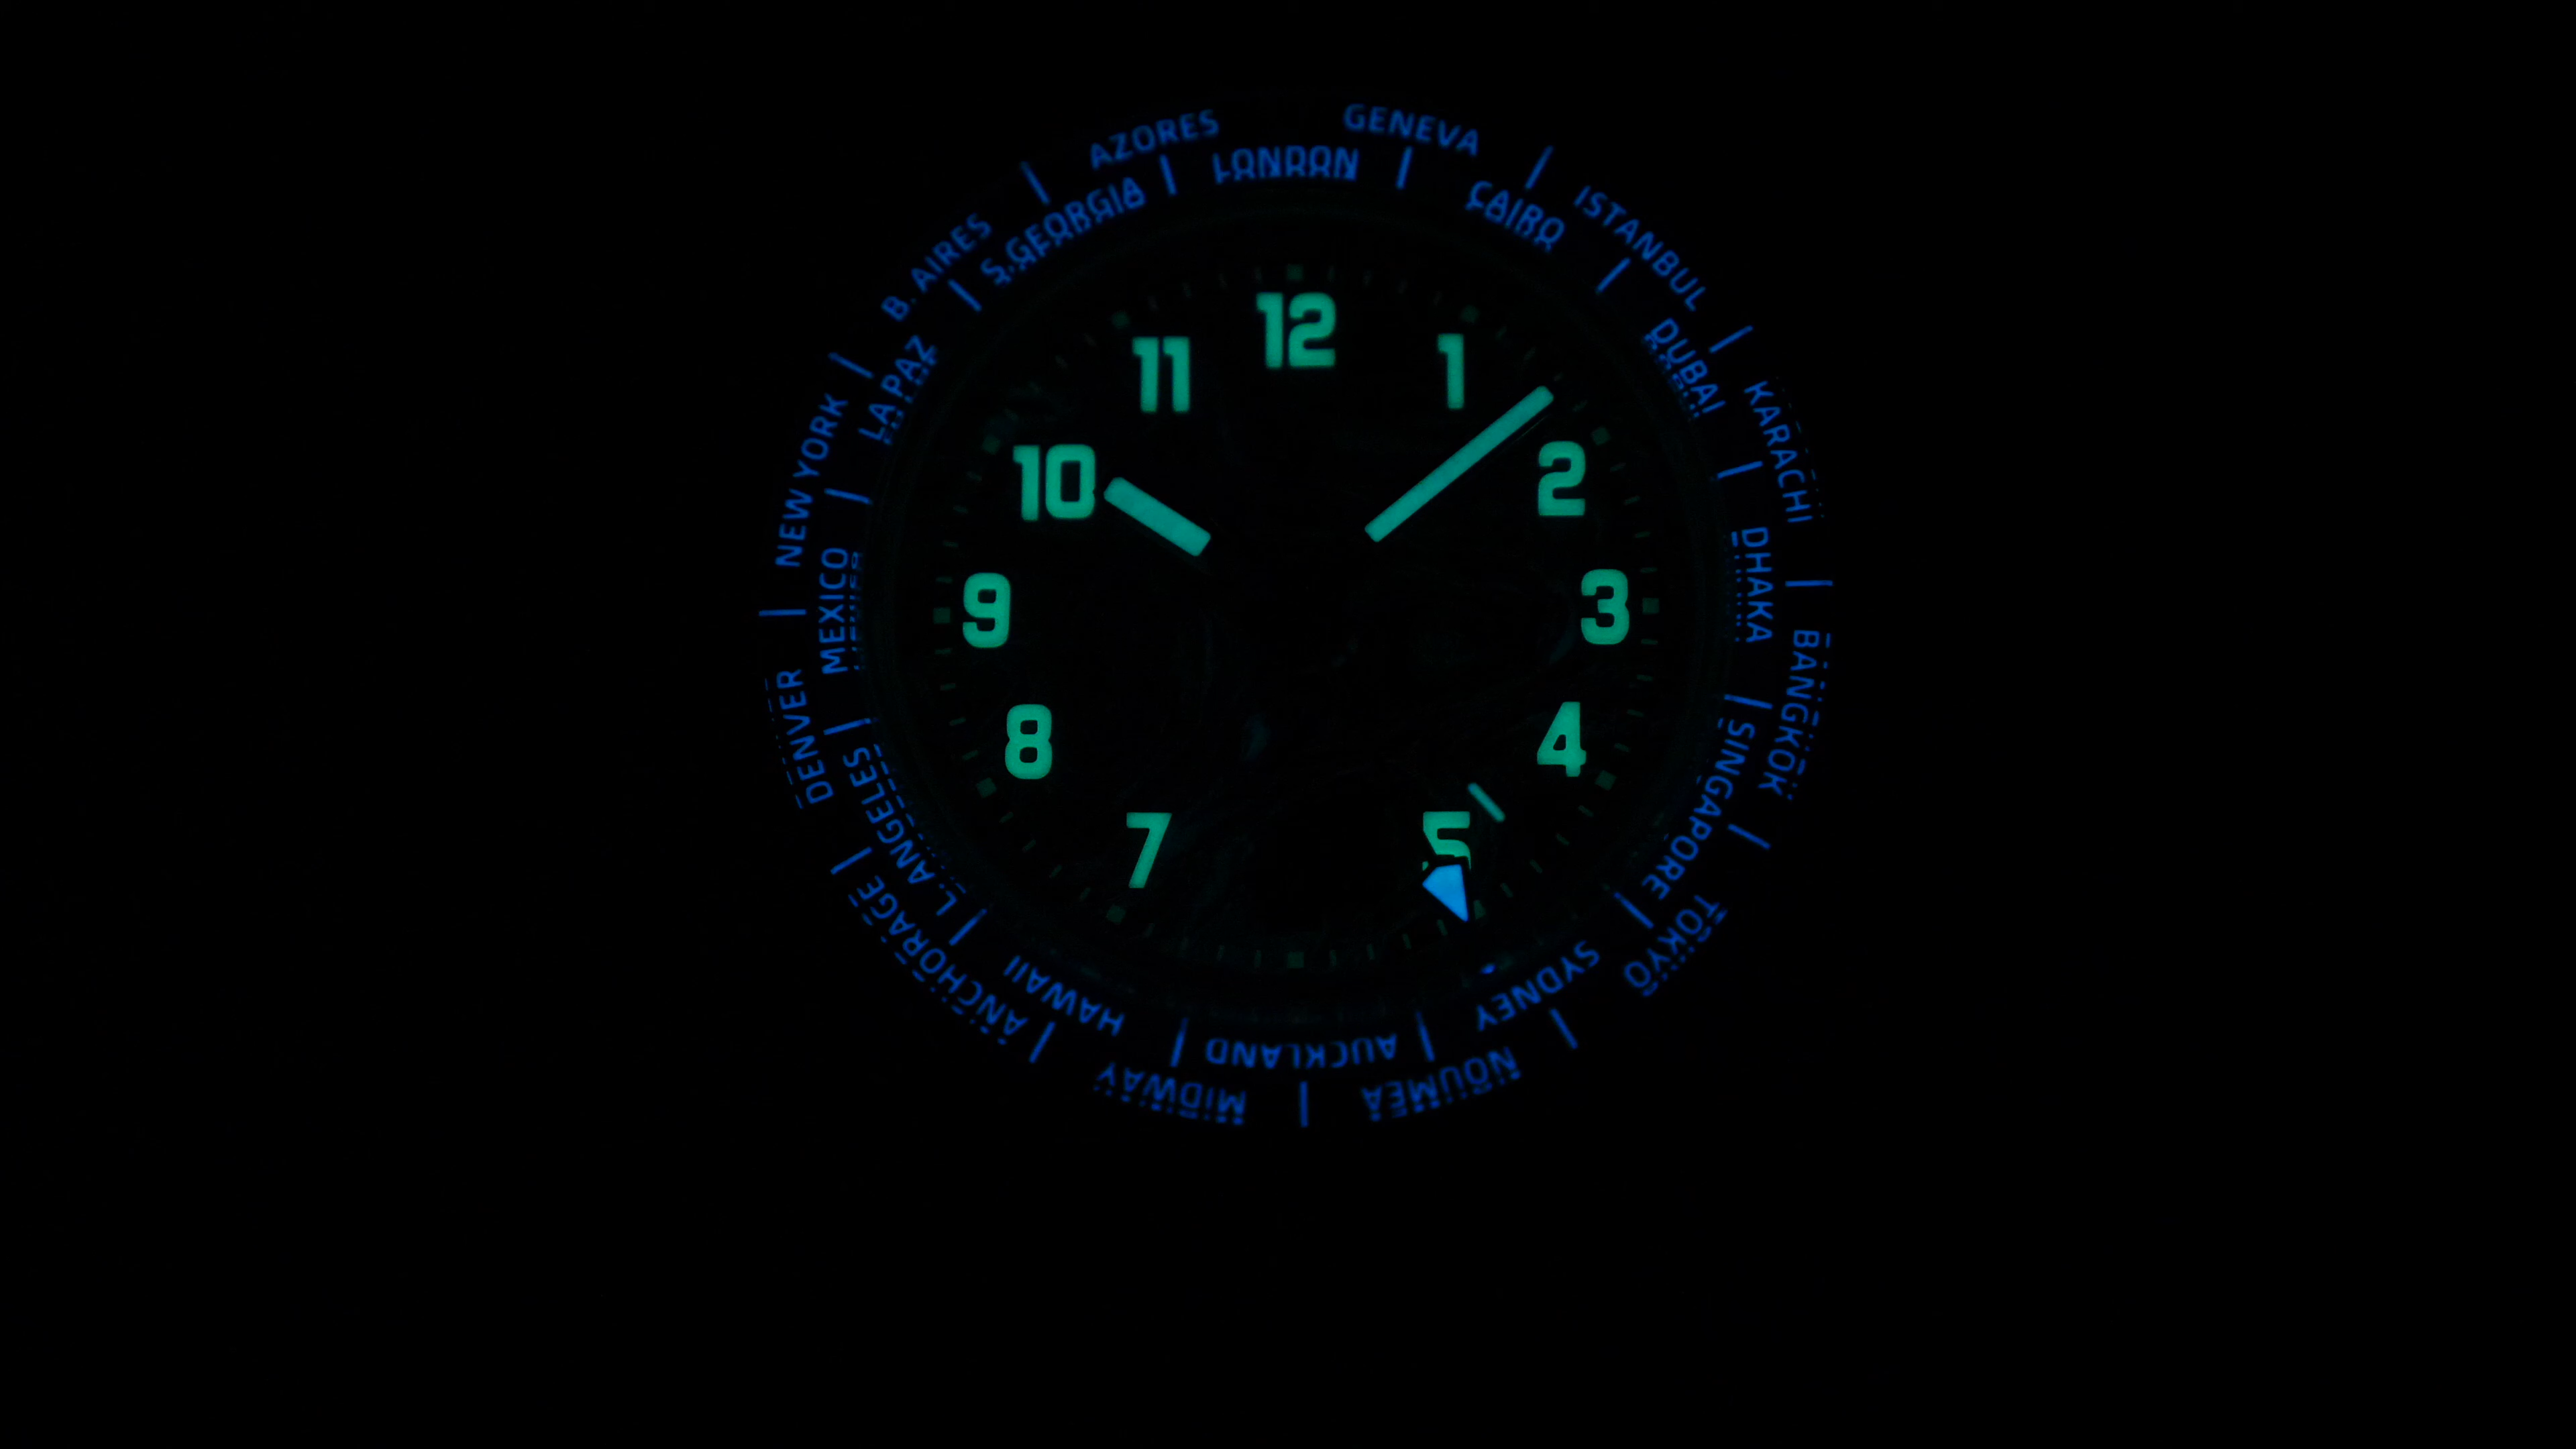 GENEVA
ISTANBUL
KARACHI
BANGKOK
TOKYO
NOUMEA
MIDWAY
ANCHORAGE
DENVER
NEW YORK
B. AIRES
AZORES
LONDON
CAIRO
DUBAI
DHAKA
SINGAPORE
SYDNEY
AUCKLAND
HAWAII
L. ANGELES
MEXICO
LA PAZ
S.GEORGIA
12
1
2
3
4
5
7
8
9
10
11